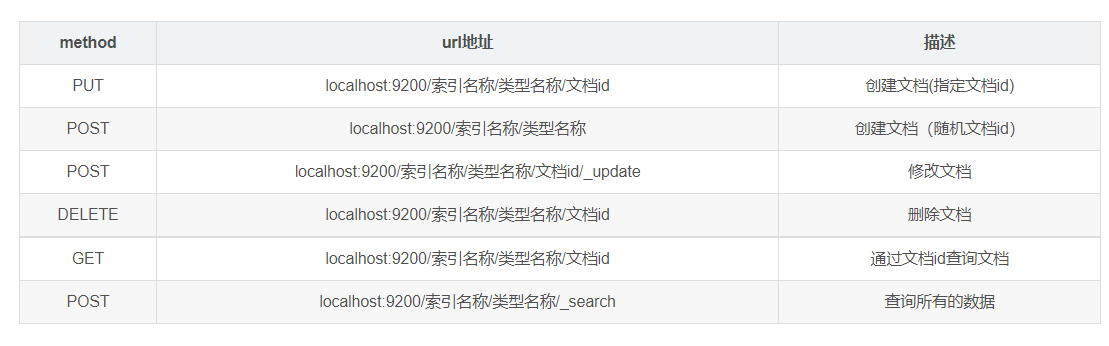 method url地址 描述
PUT localhost:9200/索引名称/类型名称/文档id 创建文档(指定文档id)
POST localhost:9200/索引名称/类型名称 创建文档（随机文档id）
POST localhost:9200/索引名称/类型名称/文档id/_update 修改文档
DELETE localhost:9200/索引名称/类型名称/文档id 删除文档
GET localhost:9200/索引名称/类型名称/文档id 通过文档id查询文档
POST localhost:9200/索引名称/类型名称/_search 查询所有的数据